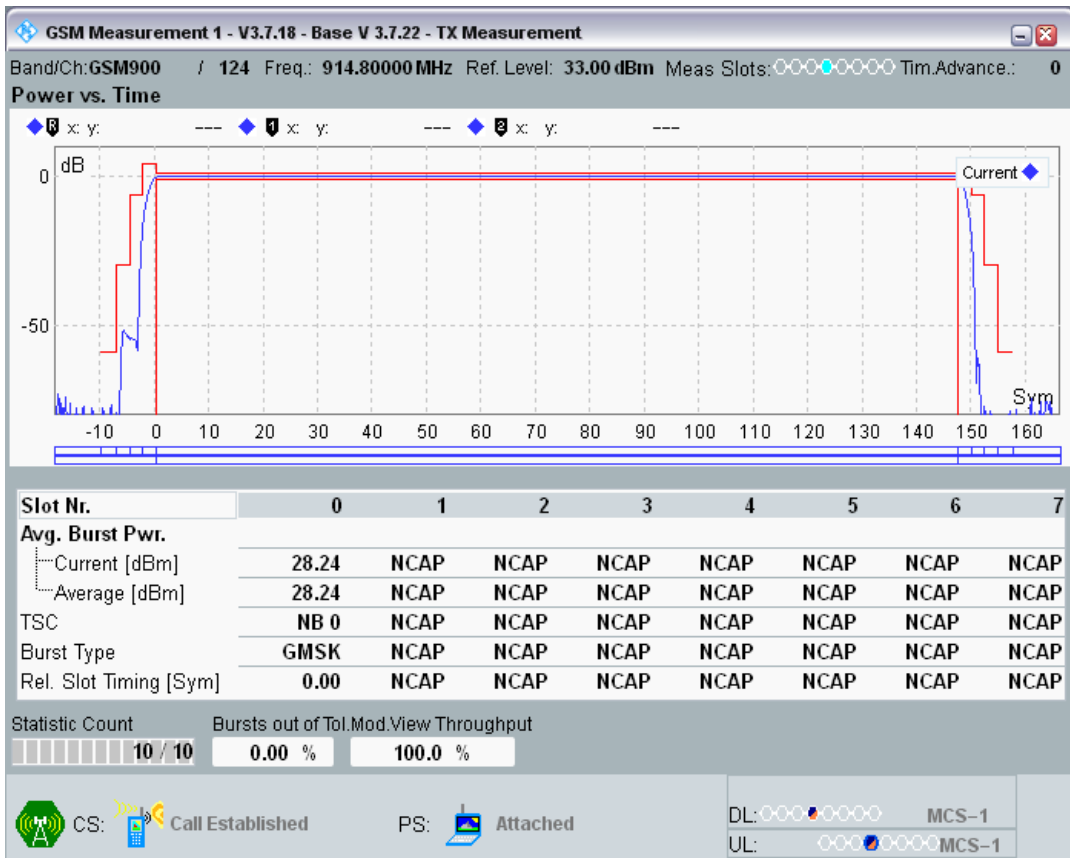 GSM Measurement 1 - V3.7.18 - Base V 3.7.22 - TX Measurement
Band/Ch:GSM900 / 124 Freq.: 914.80000 MHz Ref. Level: 33.00 dBm Meas Slots: Tim.Advance.: 0
Power vs. Time
R x: y: --- 1 x: y: --- 2 x: y: ---
dB
Current
0
-50
Sym
-10 0 10 20 30 40 50 60 70 80 90 100 110 120 130 140 150 160
Slot Nr. 0 1 2 3 4 5 6 7
Avg. Burst Pwr.
Current [dBm] 28.24 NCAP NCAP NCAP NCAP NCAP NCAP NCAP
Average [dBm] 28.24 NCAP NCAP NCAP NCAP NCAP NCAP NCAP
TSC NB 0 NCAP NCAP NCAP NCAP NCAP NCAP NCAP
Burst Type GMSK NCAP NCAP NCAP NCAP NCAP NCAP NCAP
Rel. Slot Timing [Sym] 0.00 NCAP NCAP NCAP NCAP NCAP NCAP NCAP
Statistic Count Bursts out of Tol.Mod.View Throughput
10 / 10 0.00 % 100.0 %
CS: Call Established PS: Attached DL: MCS-1
UL: MCS-1